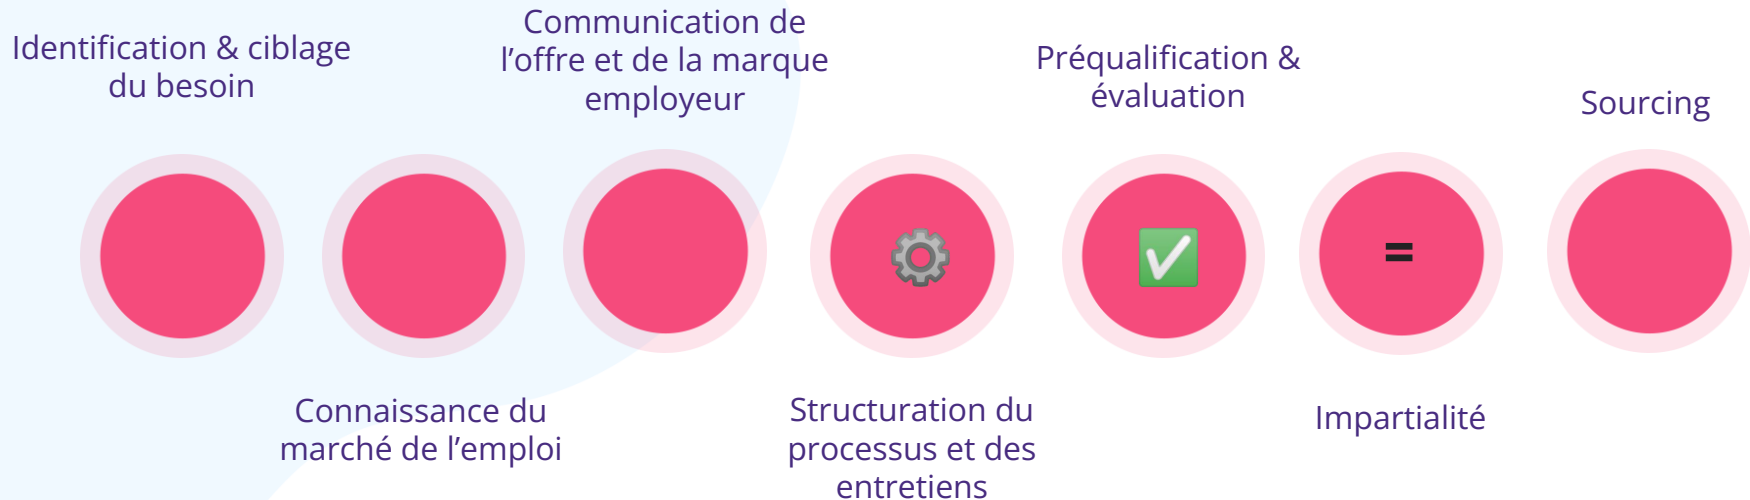 Identification & ciblage
du besoin
Communication de
l’offre et de la marque
employeur
Préqualification &
évaluation
Sourcing
=
Connaissance du
marché de l’emploi
Structuration du
processus et des
entretiens
Impartialité